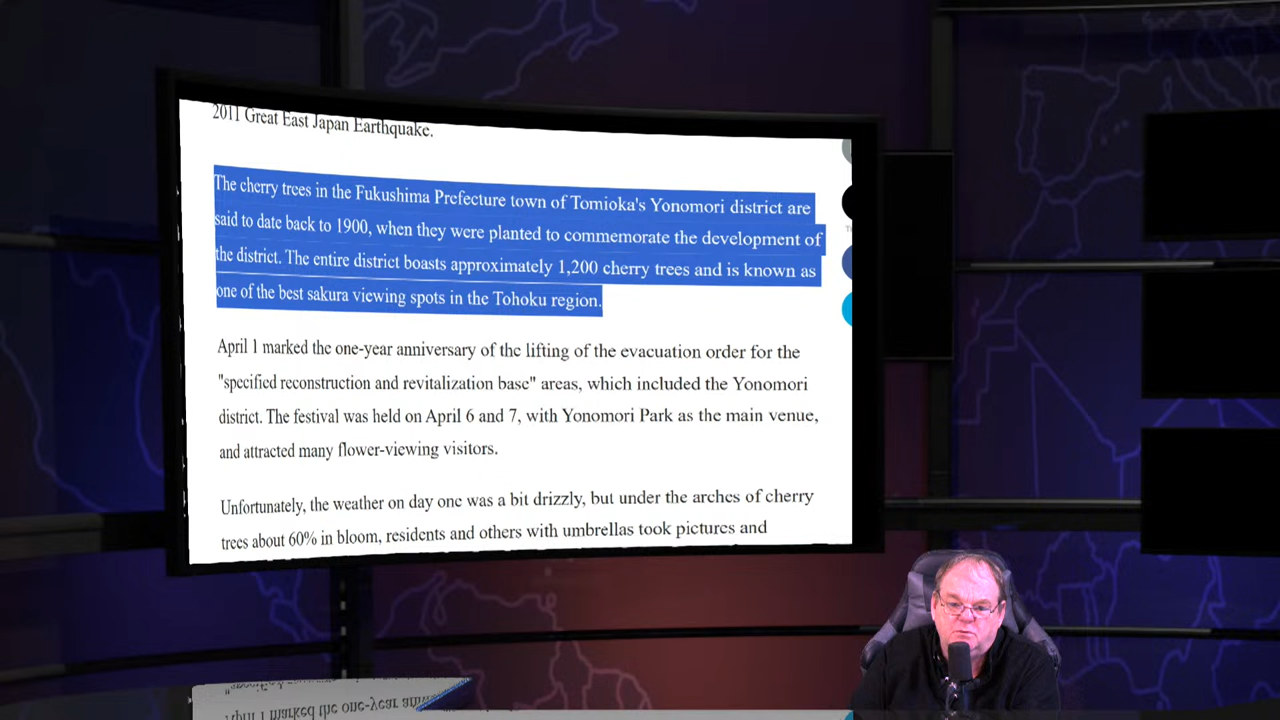 2011 Great East Japan Earthquake.
The cherry trees in the Fukushima Prefecture town of Tomioka's Yonomori district are
said to date back to 1900, when they were planted to commemorate the development of
the district. The entire district boasts approximately 1,200 cherry trees and is known as
one of the best sakura viewing spots in the Tohoku region.
April 1 marked the one-year anniversary of the lifting of the evacuation order for the
"specified reconstruction and revitalization base" areas, which included the Yonomori
district. The festival was held on April 6 and 7, with Yonomori Park as the main venue,
and attracted many flower-viewing visitors.
Unfortunately, the weather on day one was a bit drizzly, but under the arches of cherry
trees about 60% in bloom, residents and others with umbrellas took pictures and